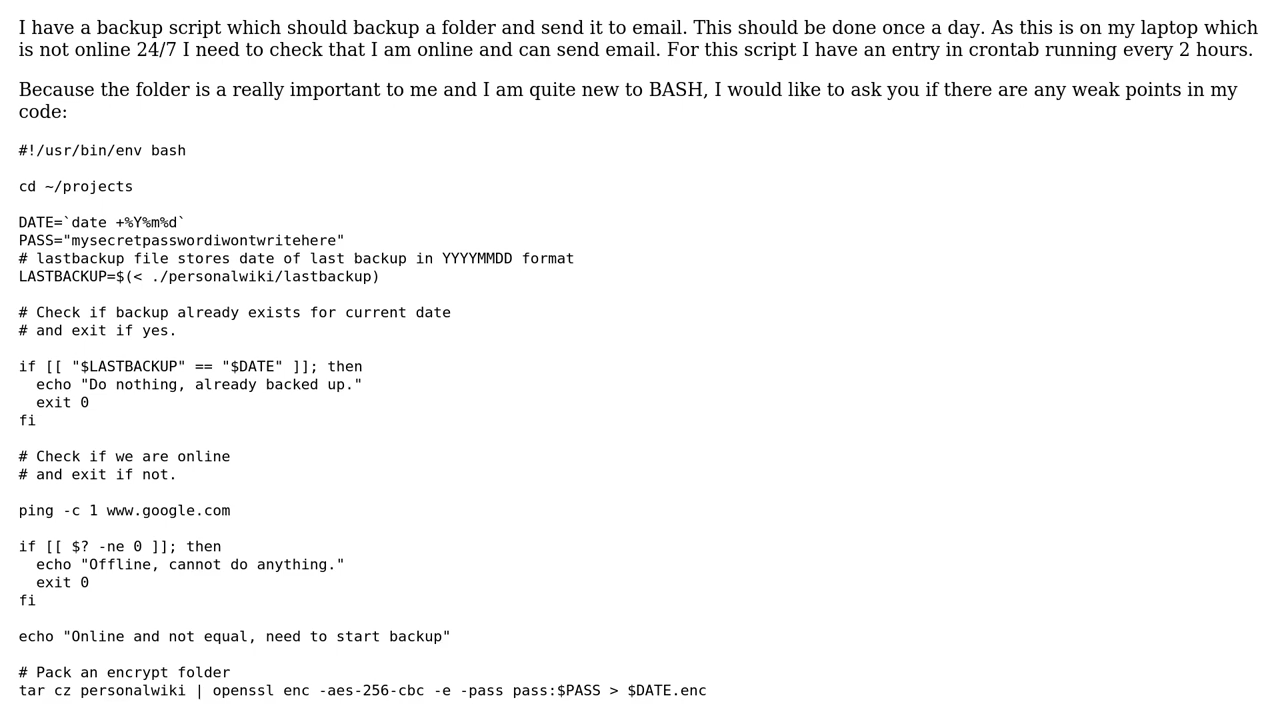 I have a backup script which should backup a folder and send it to email. This should be done once a day. As this is on my laptop which
is not online 24/7 I need to check that I am online and can send email. For this script I have an entry in crontab running every 2 hours.
Because the folder is a really important to me and I am quite new to BASH, I would like to ask you if there are any weak points in my
code:
#!/usr/bin/env bash
cd ~/projects
DATE=`date +%Y%m%d`
PASS="mysecretpasswordiwontwritehere"
# lastbackup file stores date of last backup in YYYYMMDD format
LASTBACKUP=$(< ./personalwiki/lastbackup)
# Check if backup already exists for current date
# and exit if yes.
if [[ "$LASTBACKUP" == "$DATE" ]]; then
  echo "Do nothing, already backed up."
  exit 0
fi
# Check if we are online
# and exit if not.
ping -c 1 www.google.com
if [[ $? -ne 0 ]]; then
  echo "Offline, cannot do anything."
  exit 0
fi
echo "Online and not equal, need to start backup"
# Pack an encrypt folder
tar cz personalwiki | openssl enc -aes-256-cbc -e -pass pass:$PASS > $DATE.enc